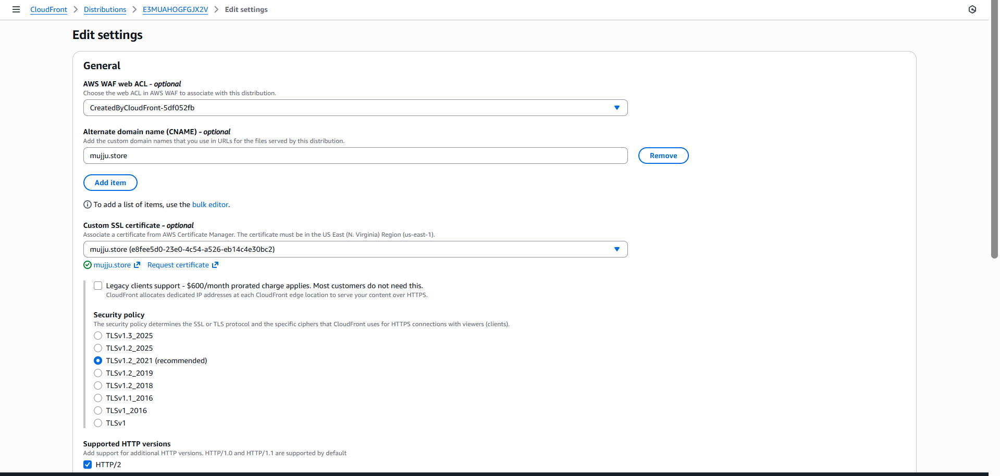 CloudFront > Distributions > E3MUAHOGFGJX2V > Edit settings
Edit settings
General
AWS WAF web ACL - optional
Choose the web ACL in AWS WAF to associate with this distribution.
CreatedByCloudFront-5df052fb
Alternate domain name (CNAME) - optional
Add the custom domain names that you use in URLs for the files served by this distribution.
mujju.store
Remove
Add item
To add a list of items, use the bulk editor.
Custom SSL certificate - optional
Associate a certificate from AWS Certificate Manager. The certificate must be in the US East (N. Virginia) Region (us-east-1).
mujju.store (e8fee5d0-23e0-4c54-a526-eb14c4e30bc2)
mujju.store Request certificate
Legacy clients support - $600/month prorated charge applies. Most customers do not need this.
CloudFront allocates dedicated IP addresses at each CloudFront edge location to serve your content over HTTPS.
Security policy
The security policy determines the SSL or TLS protocol and the specific ciphers that CloudFront uses for HTTPS connections with viewers (clients).
TLSv1.3_2025
TLSv1.2_2025
TLSv1.2_2021 (recommended)
TLSv1.2_2019
TLSv1.2_2018
TLSv1.1_2016
TLSv1_2016
TLSv1
Supported HTTP versions
Add support for additional HTTP versions. HTTP/1.0 and HTTP/1.1 are supported by default
HTTP/2